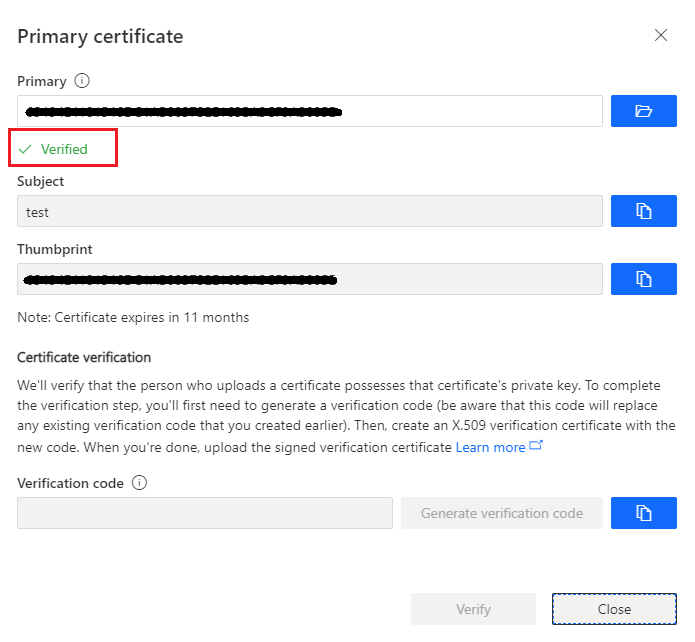 Primary certificate
Primary
Verified
Subject
test
Thumbprint
Note: Certificate expires in 11 months
Certificate verification
We'll verify that the person who uploads a certificate possesses that certificate's private key. To complete
the verification step, you'll first need to generate a verification code (be aware that this code will replace
any existing verification code that you created earlier). Then, create an X.509 verification certificate with the
new code. When you're done, upload the signed verification certificate Learn more
Verification code
Generate verification code
Verify
Close